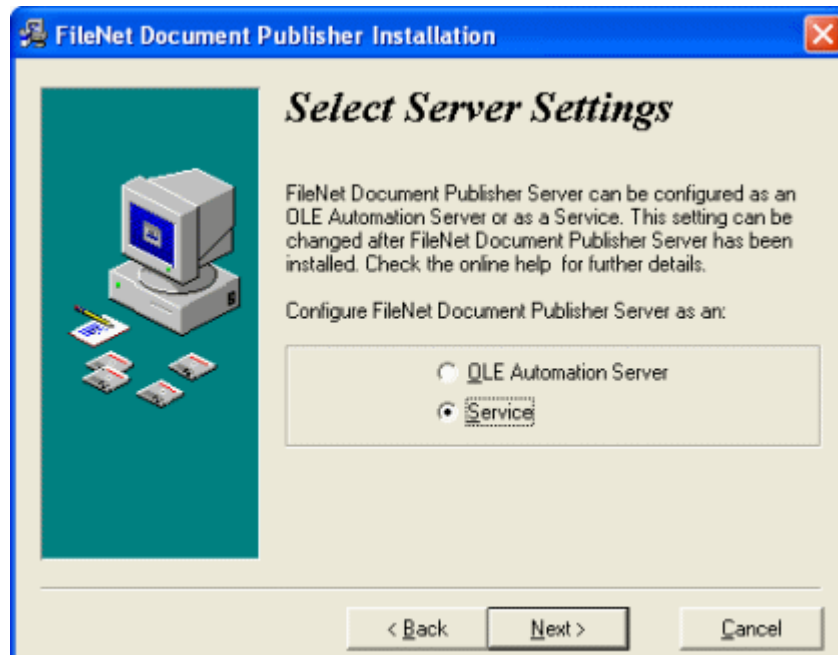 FileNet Document Publisher Installation
Select Server Settings
FileNet Document Publisher Server can be configured as an
OLE Automation Server or as a Service. This setting can be
changed after FileNet Document Publisher Server has been
installed. Check the online help  for further details.
Configure FileNet Document Publisher Server as an:
OLE Automation Server
Service
< Back
Next >
Cancel